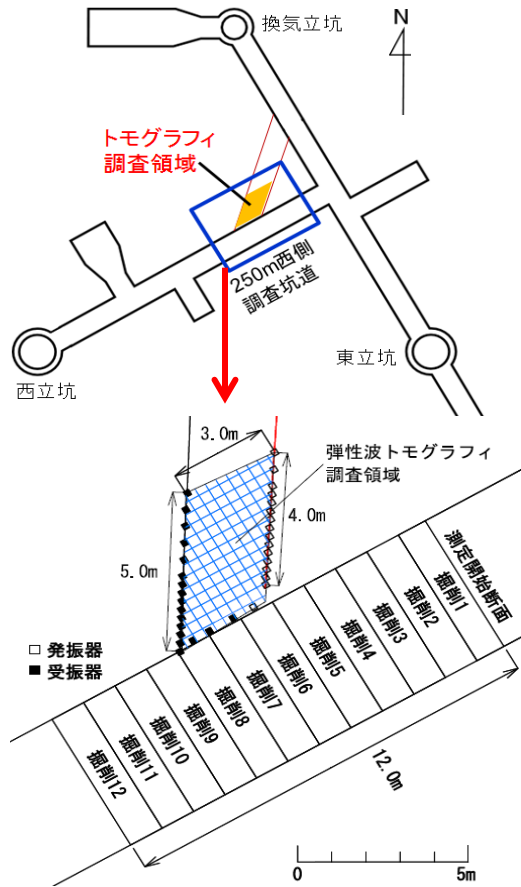 換気立坑
N
トモグラフィ
調査領域
250m西側
調査坑道
西立坑
東立坑
3.0m
弾性波トモグラフィ
調査領域
4.0m
5.0m
測定開始断面
掘削1
掘削2
掘削3
掘削4
掘削5
掘削6
掘削7
掘削8
掘削9
掘削10
掘削11
掘削12
□ 発振器
■ 受振器
12.0m
0 5m